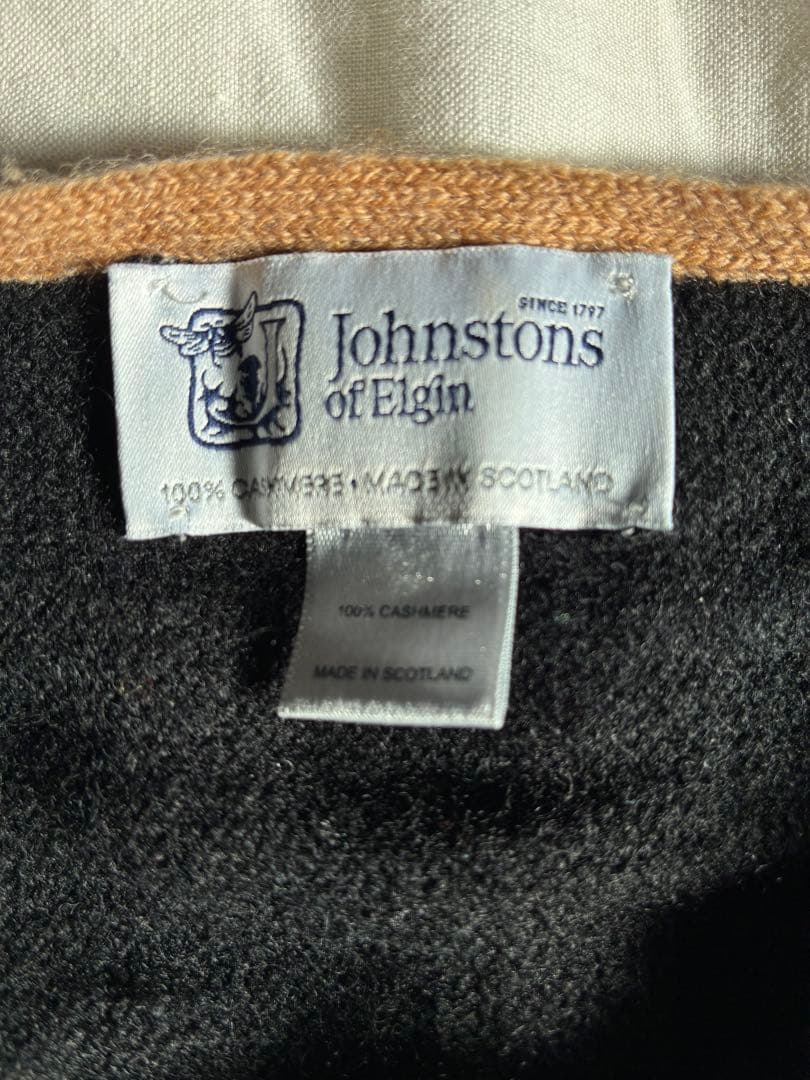 SINCE 1797
Johnstons
of Elgin
100% CASHMERE • MADE IN SCOTLAND
100% CASHMERE
MADE IN SCOTLAND